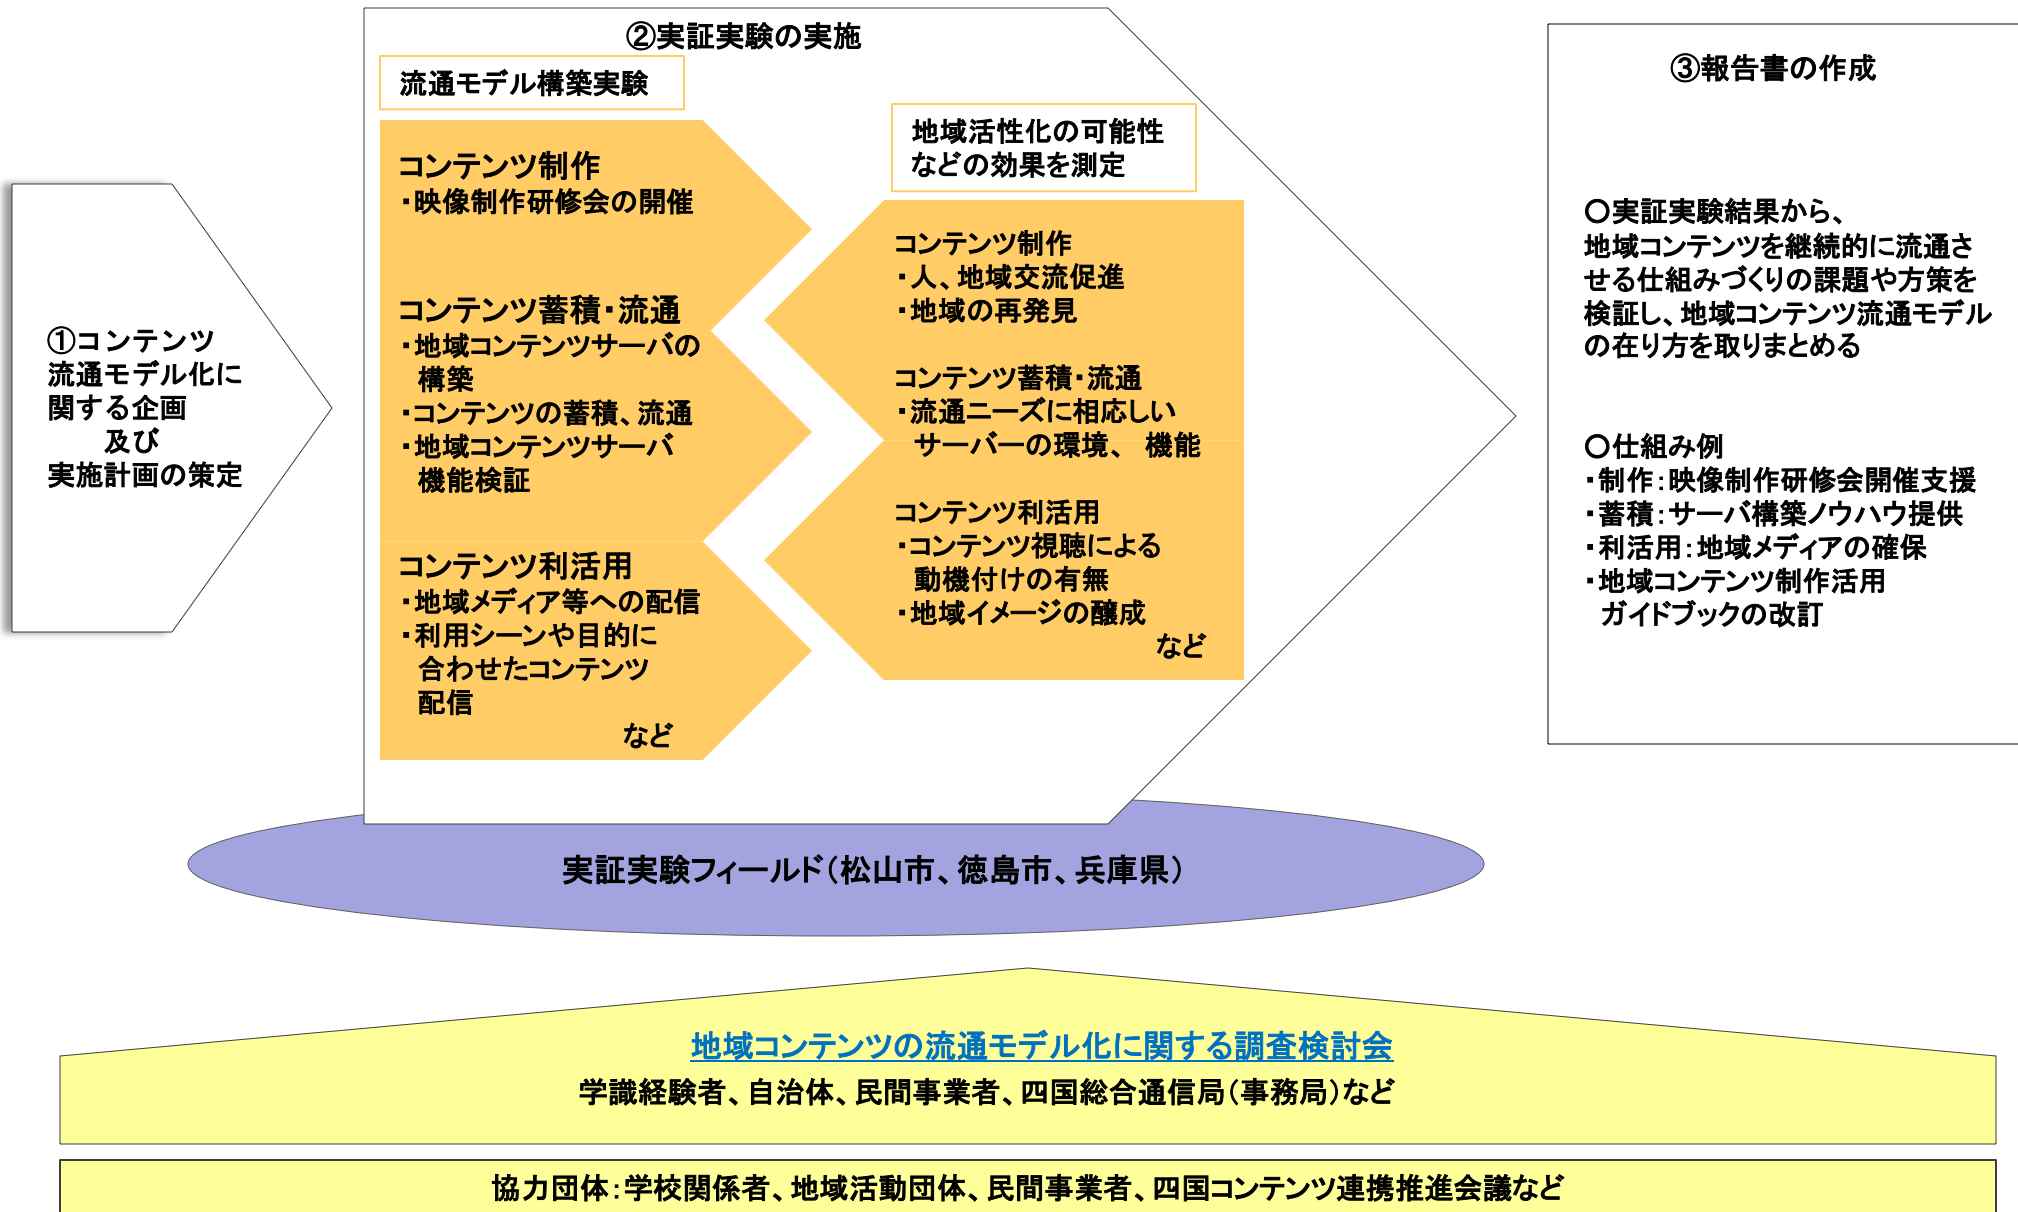 ①コンテンツ
流通モデル化に
関する企画
及び
実施計画の策定
②実証実験の実施
流通モデル構築実験
コンテンツ制作
・映像制作研修会の開催
コンテンツ蓄積・流通
・地域コンテンツサーバの
構築
・コンテンツの蓄積、流通
・地域コンテンツサーバ
機能検証
コンテンツ利活用
・地域メディア等への配信
・利用シーンや目的に
合わせたコンテンツ
配信
など
地域活性化の可能性
などの効果を測定
コンテンツ制作
・人、地域交流促進
・地域の再発見
コンテンツ蓄積・流通
・流通ニーズに相応しい
サーバーの環境、 機能
コンテンツ利活用
・コンテンツ視聴による
動機付けの有無
・地域イメージの醸成
など
③報告書の作成
○実証実験結果から、
地域コンテンツを継続的に流通さ
せる仕組みづくりの課題や方策を
検証し、地域コンテンツ流通モデル
の在り方を取りまとめる
○仕組み例
・制作：映像制作研修会開催支援
・蓄積：サーバ構築ノウハウ提供
・利活用：地域メディアの確保
・地域コンテンツ制作活用
ガイドブックの改訂
実証実験フィールド（松山市、徳島市、兵庫県）
地域コンテンツの流通モデル化に関する調査検討会
学識経験者、自治体、民間事業者、四国総合通信局（事務局）など
協力団体：学校関係者、地域活動団体、民間事業者、四国コンテンツ連携推進会議など